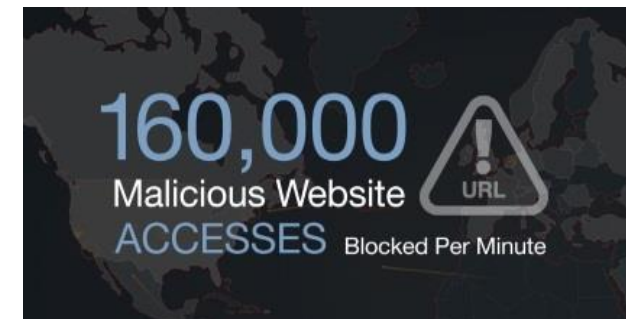 160,000
Malicious Website
URL
ACCESSES Blocked Per Minute